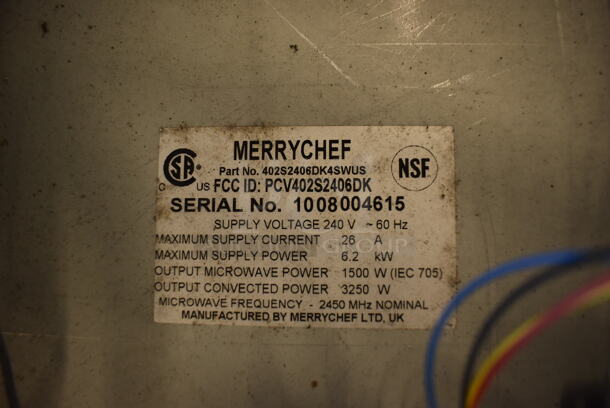 MERRYCHEF
Part No. 402S2406DK4SWUS
SA
NSF
C US FCC ID: PCV402S2406DK
SERIAL No. 1008004615
SUPPLY VOLTAGE 240 V ~ 60 Hz
MAXIMUM SUPPLY CURRENT - 26 A
MAXIMUM SUPPLY POWER - 6.2 kW
OUTPUT MICROWAVE POWER - 1500 W (IEC 705)
OUTPUT CONVECTED POWER - 3250 W
MICROWAVE FREQUENCY - 2450 MHz NOMINAL
MANUFACTURED BY MERRYCHEF LTD, UK
GROUP